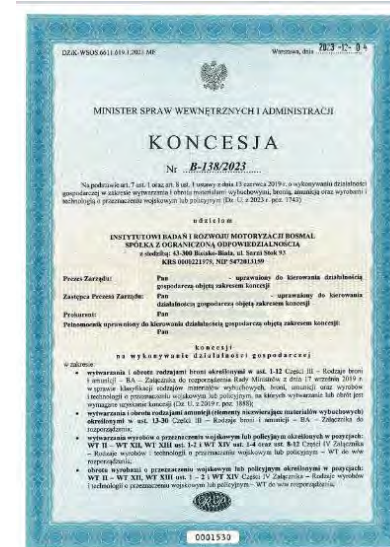 DZiK-WSOS.6611.619.1.2021.MF
Warszawa, dnia 2023 -12- 04
MINISTER SPRAW WEWNĘTRZNYCH I ADMINISTRACJI
KONCESJA
Nr B-138/2023
Na podstawie art. 7 ust. 1 oraz art. 8 ust. 1 ustawy z dnia 13 czerwca 2019 r. o wykonywaniu działalności
gospodarczej w zakresie wytwarzania i obrotu materiałami wybuchowymi, bronią, amunicją oraz wyrobami i
technologią o przeznaczeniu wojskowym lub policyjnym (Dz. U. z 2023 r. poz. 1743)
udzielam
INSTYTUTOWI BADAŃ I ROZWOJU MOTORYZACJI BOSMAL
SPÓŁKA Z OGRANICZONĄ ODPOWIEDZIALNOŚCIĄ
z siedzibą: 43-300 Bielsko-Biała, ul. Sarni Stok 93
KRS 0000221979, NIP 5472013159
Prezes Zarządu: Pan - uprawniony do kierowania działalnością
gospodarczą objętą zakresem koncesji
Zastępca Prezesa Zarządu: Pan - uprawniony do kierowania
działalnością gospodarczą objętą zakresem koncesji
Prokurent: Pan
Pełnomocnik uprawniony do kierowania działalnością gospodarczą objętą zakresem koncesji:
Pan
koncesji
na wykonywanie działalności gospodarczej
w zakresie:
• wytwarzania i obrotu rodzajami broni określonymi w ust. 1-12 Części III – Rodzaje broni
i amunicji – BA – Załącznika do rozporządzenia Rady Ministrów z dnia 17 września 2019 r.
w sprawie klasyfikacji rodzajów materiałów wybuchowych, broni, amunicji oraz wyrobów
i technologii o przeznaczeniu wojskowym lub policyjnym, na których wytwarzanie lub obrót jest
wymagane uzyskanie koncesji (Dz. U. z 2019 r. poz. 1888);
• wytwarzania i obrotu rodzajami amunicji (elementy niezawierające materiałów wybuchowych)
określonymi w ust. 13-30 Części III – Rodzaje broni i amunicji – BA – Załącznika do
rozporządzenia;
• wytwarzania wyrobów o przeznaczeniu wojskowym lub policyjnym określonych w pozycjach:
WT II – WT XII, WT XIII ust. 1-2 i WT XIV ust. 1-4 oraz ust. 8-12 Części IV Załącznika
– Rodzaje wyrobów i technologii o przeznaczeniu wojskowym lub policyjnym – WT do ww
rozporządzenia;
• obrotu wyrobami o przeznaczeniu wojskowym lub policyjnym określonymi w pozycjach:
WT II – WT XII, WT XIII ust. 1 – 2 i WT XIV Części IV Załącznika – Rodzaje wyrobów
i technologii o przeznaczeniu wojskowym lub policyjnym – WT do ww rozporządzenia,
0001530